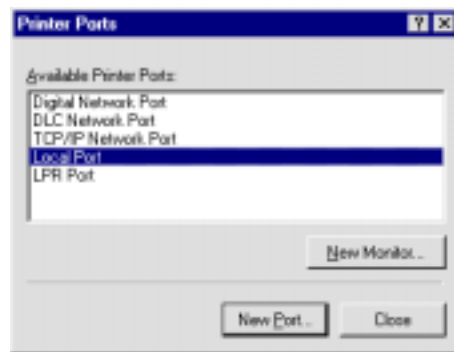 Printer Ports
Available Printer Ports:
Digital Network Port
DLC Network Port
TCP/IP Network Port
Local Port
LPR Port
New Monitor...
New Port...
Close